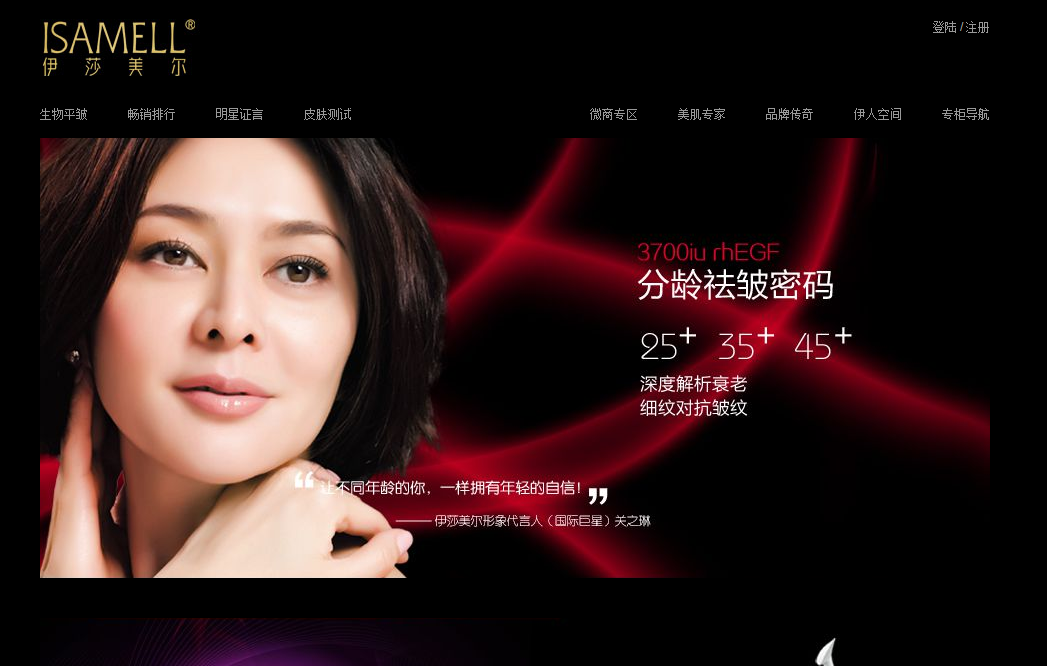 ISAMELL®
伊莎美尔
登陆 / 注册
生物平皱 畅销排行 明星证言 皮肤测试 微商专区 美肌专家 品牌传奇 伊人空间 专柜导航
3700iu rhEGF
分龄祛皱密码
25+ 35+ 45+
深度解析衰老
细纹对抗皱纹
“让不同年龄的你，一样拥有年轻的自信！”
——— 伊莎美尔形象代言人（国际巨星）关之琳